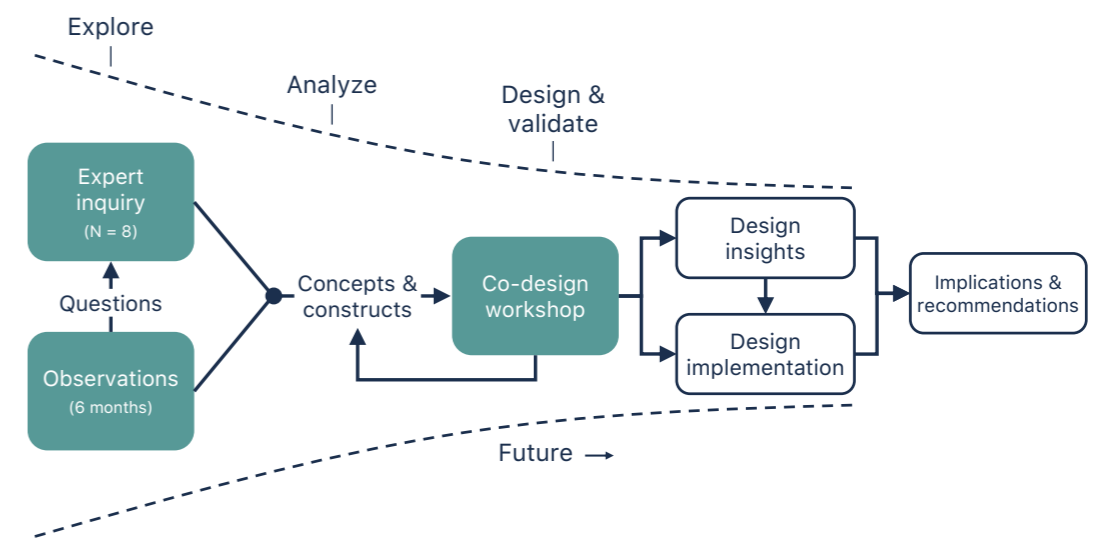 Explore
Analyze
Design &
validate
Expert
inquiry
(N = 8)
Questions
Observations
(6 months)
Concepts &
constructs
Co-design
workshop
Design
insights
Design
implementation
Implications &
recommendations
Future